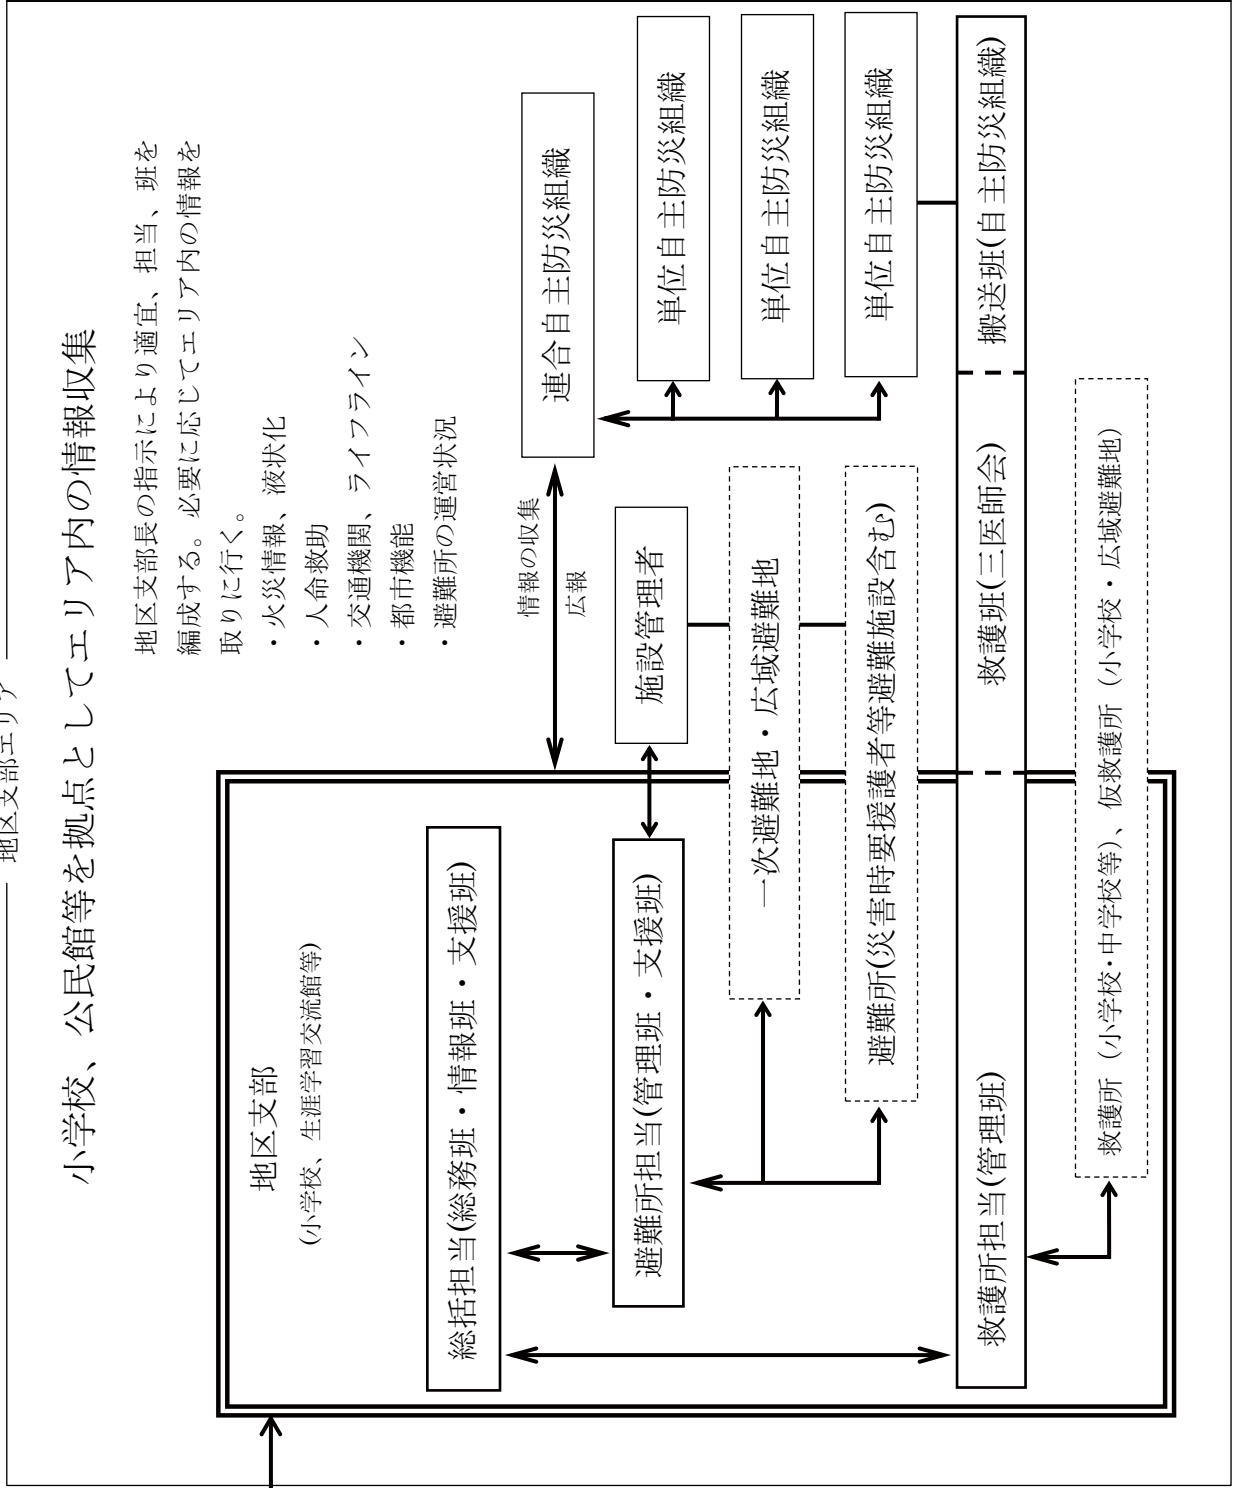 地区支部エリア
小学校、公民館等を拠点としてエリア内の情報収集
地区支部長の指示により適宜、担当、班を
編成する。必要に応じてエリア内の情報を
取りに行く。
・火災情報、液状化
・人命救助
・交通機関、ライフライン
・都市機能
・避難所の運営状況
地区支部
(小学校、生涯学習交流館等)
総括担当(総務班・情報班・支援班)
避難所担当(管理班・支援班)
情報の収集
広報
連合自主防災組織
施設管理者
単位自主防災組織
一次避難地・広域避難地
単位自主防災組織
避難所(災害時要援護者等避難施設含む)
単位自主防災組織
救護所担当(管理班)
救護班(三医師会)
搬送班(自主防災組織)
救護所（小学校・中学校等）、仮救護所（小学校・広域避難地）